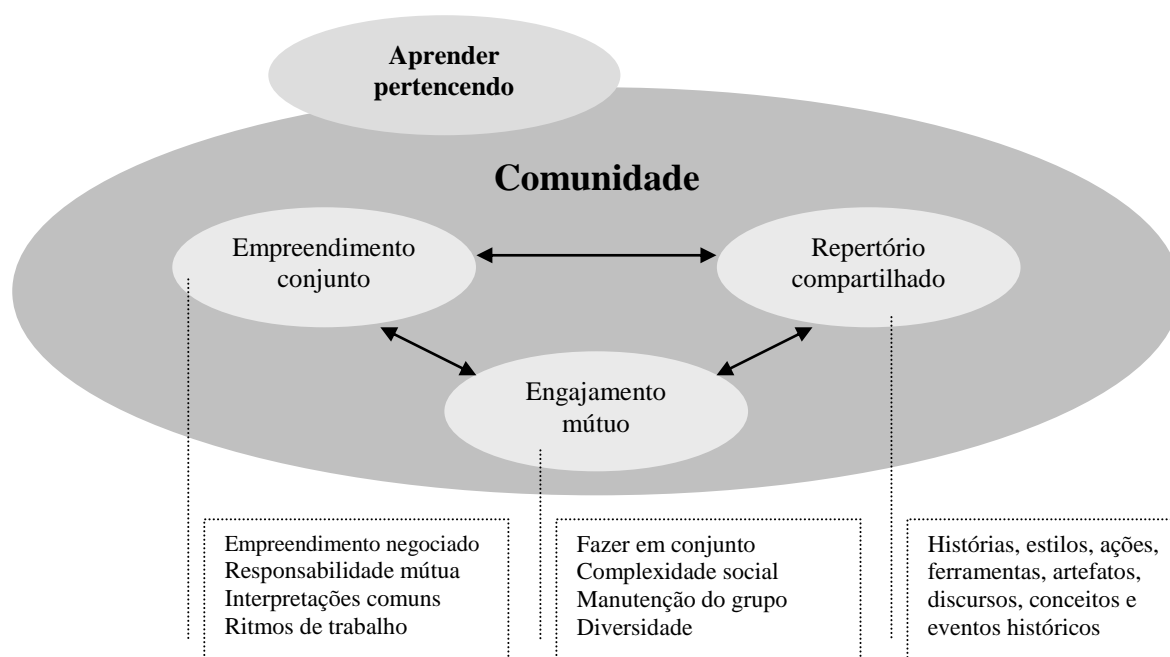 Aprender
pertencendo
Comunidade
Empreendimento
conjunto
Repertório
compartilhado
Engajamento
mútuo
Empreendimento negociado
Responsabilidade mútua
Interpretações comuns
Ritmos de trabalho
Fazer em conjunto
Complexidade social
Manutenção do grupo
Diversidade
Histórias, estilos, ações,
ferramentas, artefatos,
discursos, conceitos e
eventos históricos